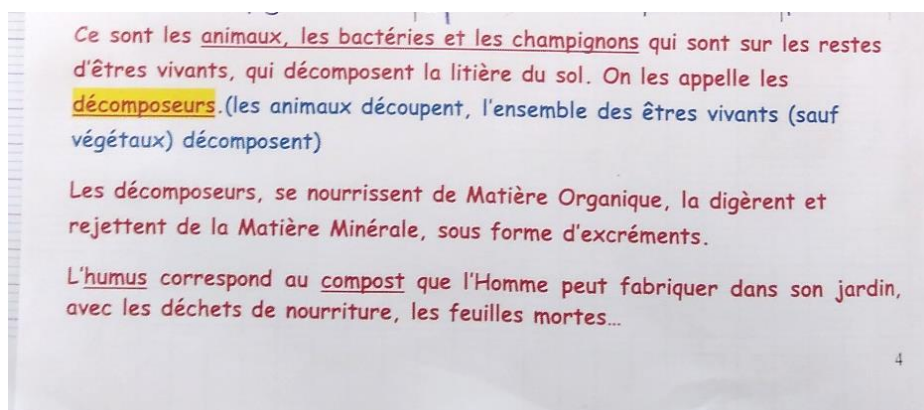 Ce sont les animaux, les bactéries et les champignons qui sont sur les restes
d'êtres vivants, qui décomposent la litière du sol. On les appelle les
décomposeurs.(les animaux découpent, l'ensemble des êtres vivants (sauf
végétaux) décomposent)
Les décomposeurs, se nourrissent de Matière Organique, la digèrent et
rejettent de la Matière Minérale, sous forme d'excréments.
L'humus correspond au compost que l'Homme peut fabriquer dans son jardin,
avec les déchets de nourriture, les feuilles mortes...
4